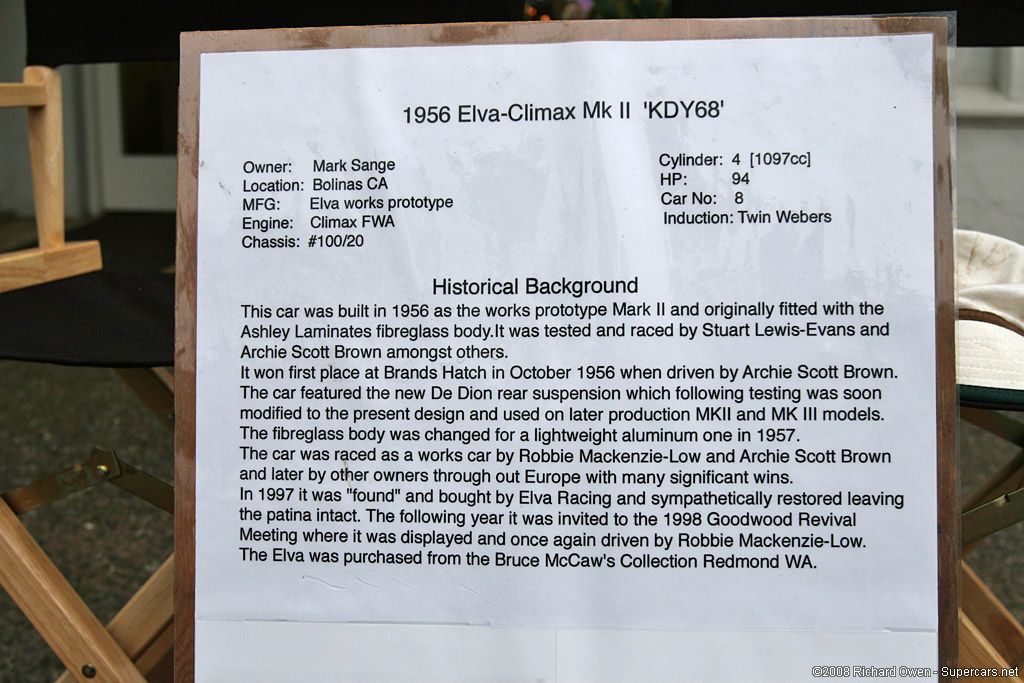 1956 Elva-Climax Mk II 'KDY68'
Owner: Mark Sange
Location: Bolinas CA
MFG: Elva works prototype
Engine: Climax FWA
Chassis: #100/20
Cylinder: 4 [1097cc]
HP: 94
Car No: 8
Induction: Twin Webers
Historical Background
This car was built in 1956 as the works prototype Mark II and originally fitted with the
Ashley Laminates fibreglass body.It was tested and raced by Stuart Lewis-Evans and
Archie Scott Brown amongst others.
It won first place at Brands Hatch in October 1956 when driven by Archie Scott Brown.
The car featured the new De Dion rear suspension which following testing was soon
modified to the present design and used on later production MKII and MK III models.
The fibreglass body was changed for a lightweight aluminum one in 1957.
The car was raced as a works car by Robbie Mackenzie-Low and Archie Scott Brown
and later by other owners through out Europe with many significant wins.
In 1997 it was "found" and bought by Elva Racing and sympathetically restored leaving
the patina intact. The following year it was invited to the 1998 Goodwood Revival
Meeting where it was displayed and once again driven by Robbie Mackenzie-Low.
The Elva was purchased from the Bruce McCaw's Collection Redmond WA.
©2008 Richard Owen - Supercars.net